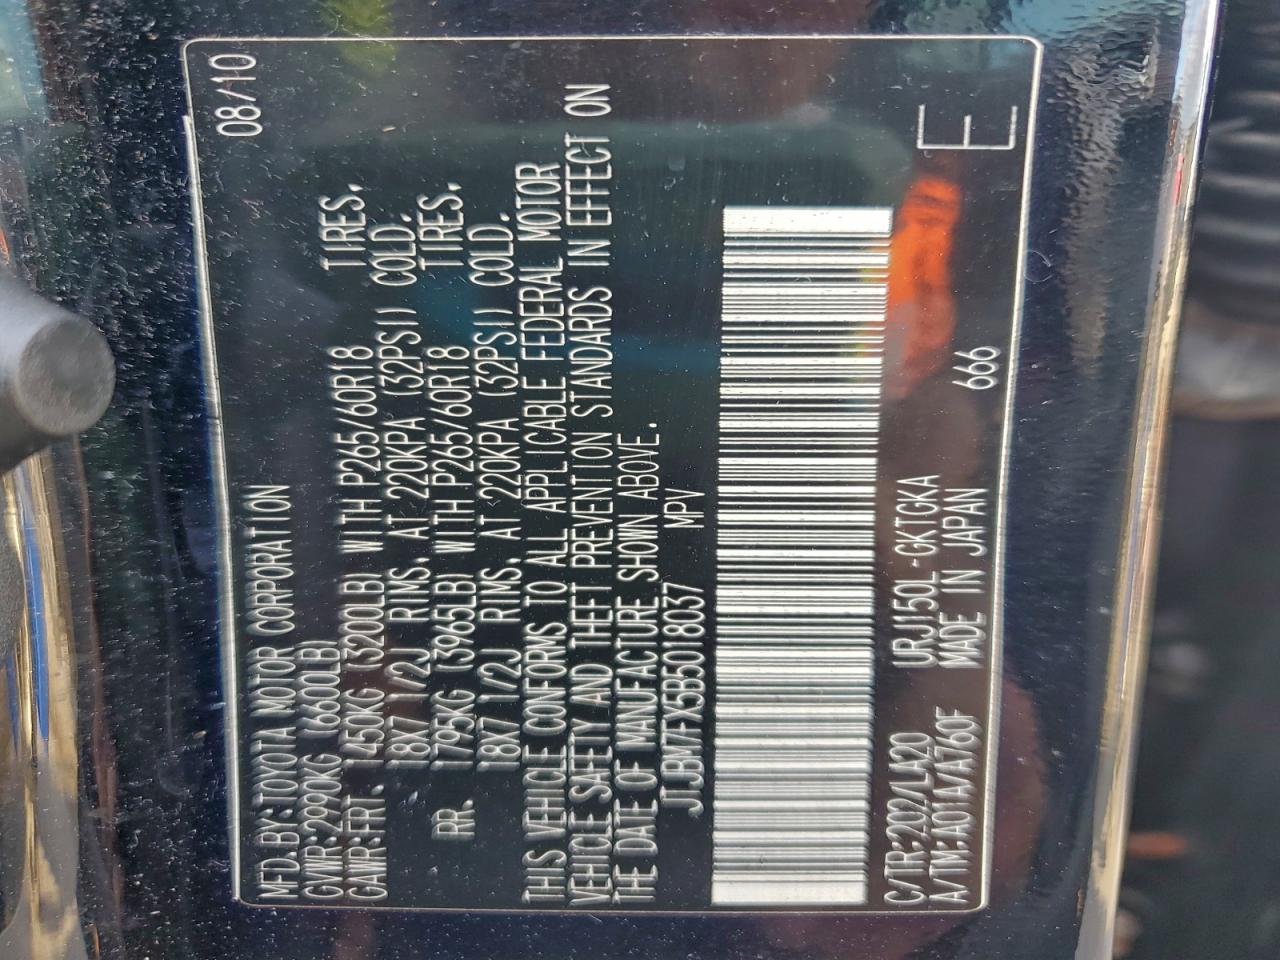 08/10
MFD.BY:TOYOTA MOTOR CORPORATION
GVWR:2990KG( 6600LB)
GAWR:FRT. 1450KG (3200LB) WITH P265/60R18 TIRES,
18X7 1/2J RIMS, AT 220KPA (32PSI) COLD.
RR. 1795KG (3965LB) WITH P265/60R18 TIRES,
18X7 1/2J RIMS, AT 220KPA (32PSI) COLD.
THIS VEHICLE CONFORMS TO ALL APPLICABLE FEDERAL MOTOR
VEHICLE SAFETY AND THEFT PREVENTION STANDARDS IN EFFECT ON
THE DATE OF MANUFACTURE SHOWN ABOVE.
JTJBM7FX5B5018037 MPV
C/TR:202/LA20 URJ150L-GKTGKA
A/TM:A01A/A760F MADE IN JAPAN 666
E